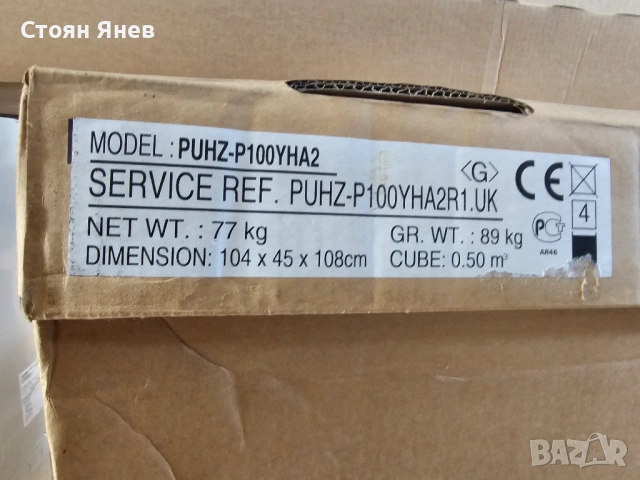 Стоян Янев
MODEL : PUHZ-P100YHA2
<G>
CE
SERVICE REF. PUHZ-P100YHA2R1.UK
4
NET WT. : 77 kg GR. WT. : 89 kg
DIMENSION: 104 x 45 x 108cm CUBE: 0.50 m³
AR46
BAZAR